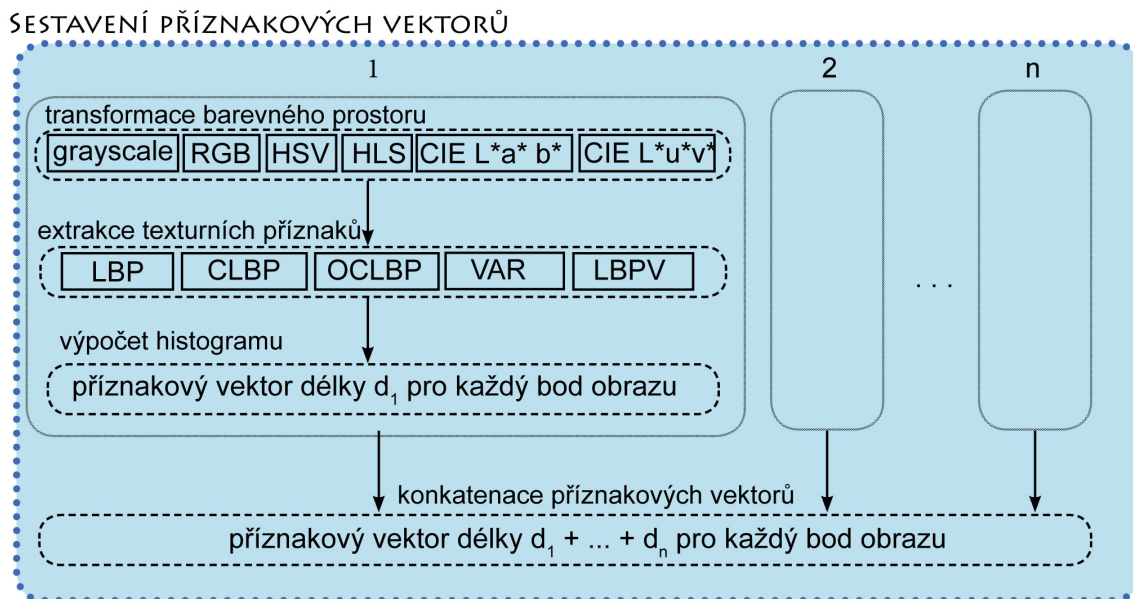 SESTAVENÍ PŘÍZNAKOVÝCH VEKTORŮ
1 2 n
transformace barevného prostoru
grayscale RGB HSV HLS CIE L*a* b* CIE L*u*v*
extrakce texturních příznaků
LBP CLBP OCLBP VAR LBPV
. . .
výpočet histogramu
příznakový vektor délky d₁ pro každý bod obrazu
konkatenace příznakových vektorů
příznakový vektor délky d₁ + ... + dₙ pro každý bod obrazu